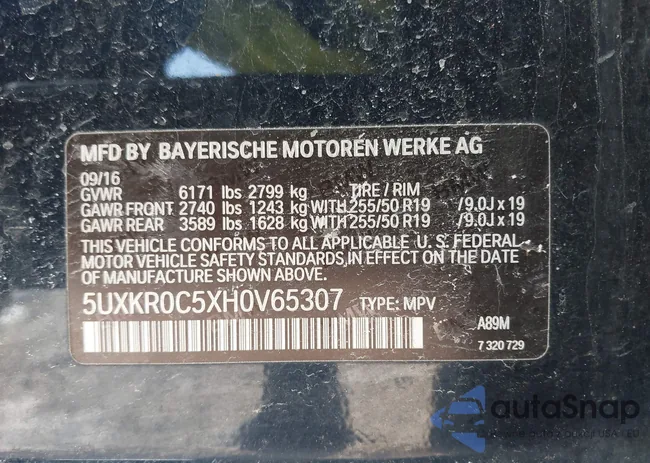 MFD BY BAYERISCHE MOTOREN WERKE AG
09/16
GVWR 6171 lbs 2799 kg TIRE / RIM
GAWR FRONT 2740 lbs 1243 kg WITH 255/50 R19 /9.0J x 19
GAWR REAR 3589 lbs 1628 kg WITH 255/50 R19 /9.0J x 19
THIS VEHICLE CONFORMS TO ALL APPLICABLE U. S. FEDERAL
MOTOR VEHICLE SAFETY STANDARDS IN EFFECT ON THE DATE
OF MANUFACTURE SHOWN ABOVE.
5UXKR0C5XH0V65307 TYPE: MPV
A89M
7 320 729
autoSnap